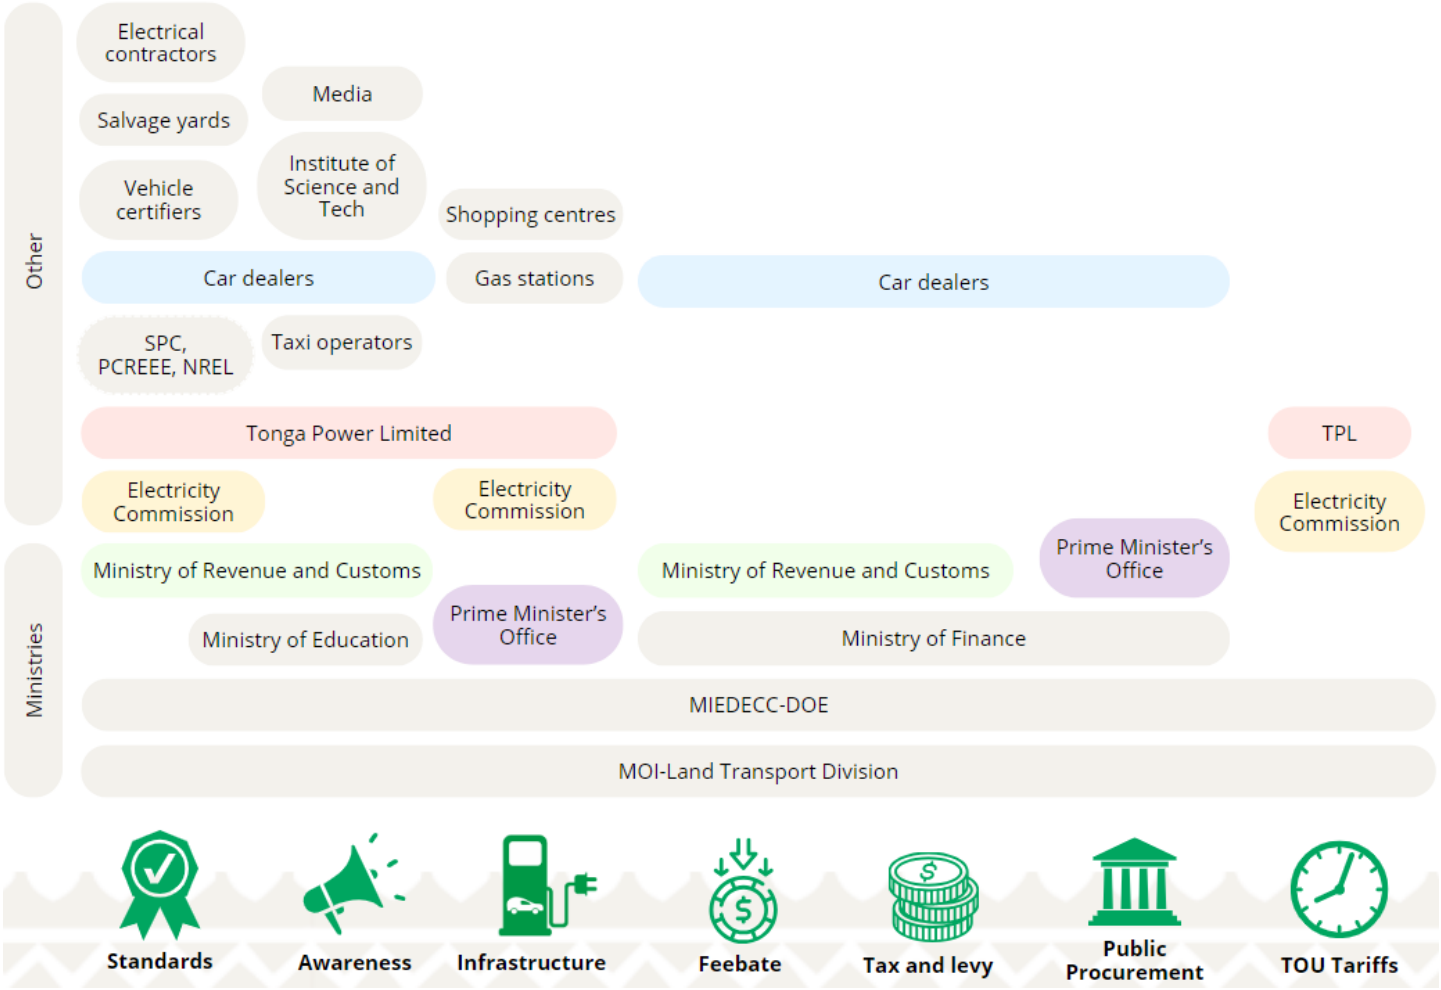 Other
Electrical
contractors
Media
Salvage yards
Institute of
Science and
Tech
Vehicle
certifiers
Shopping centres
Car dealers
Gas stations
Car dealers
SPC,
PCREEE, NREL
Taxi operators
Tonga Power Limited
TPL
Electricity
Commission
Electricity
Commission
Electricity
Commission
Ministries
Ministry of Revenue and Customs
Ministry of Revenue and Customs
Prime Minister’s
Office
Ministry of Education
Prime Minister’s
Office
Ministry of Finance
MIEDECC-DOE
MOI-Land Transport Division
$
$
Standards
Awareness
Infrastructure
Feebate
Tax and levy
Public
Procurement
TOU Tariffs